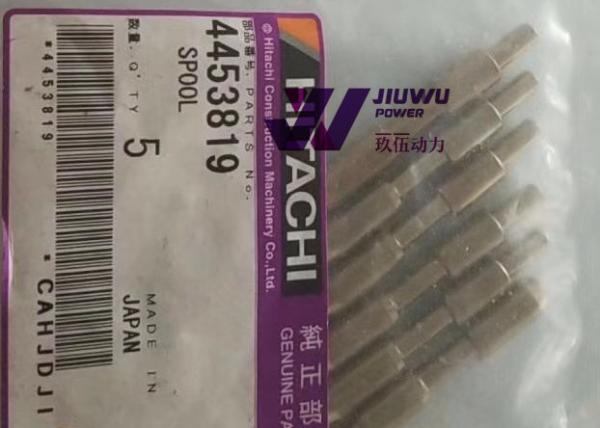 HITACHI
© Hitachi Construction Machinery Co.,Ltd.
純正部
GENUINE PA
部品番号. PARTS No.
4453819
SPOOL
数量. Q'TY
5
MADE IN
JAPAN
*4453819
* CAHJDJI
JIUWU
POWER
玖伍动力